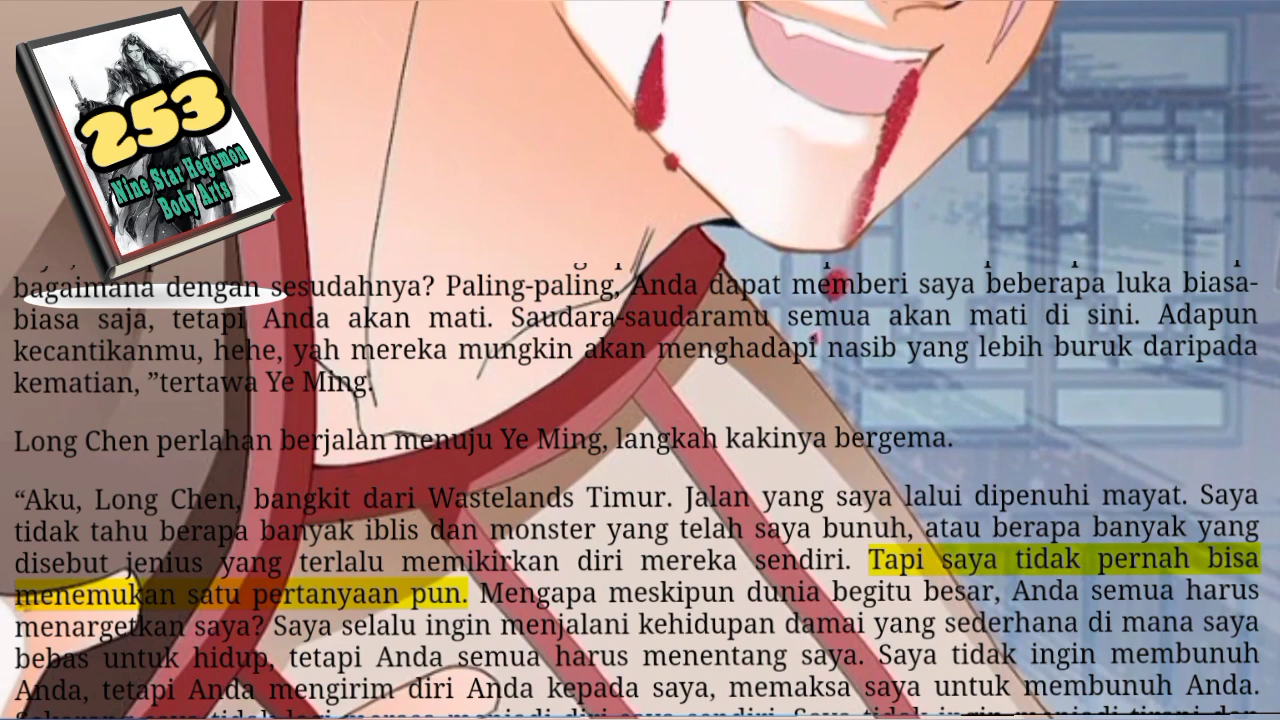 253
Nine Star Hegemon
Body Arts
bagaimana dengan sesudahnya? Paling-paling, Anda dapat memberi saya beberapa luka biasa-
biasa saja, tetapi Anda akan mati. Saudara-saudaramu semua akan mati di sini. Adapun
kecantikanmu, hehe, yah mereka mungkin akan menghadapi nasib yang lebih buruk daripada
kematian, ”tertawa Ye Ming.
Long Chen perlahan berjalan menuju Ye Ming, langkah kakinya bergema.
“Aku, Long Chen, bangkit dari Wastelands Timur. Jalan yang saya lalui dipenuhi mayat. Saya
tidak tahu berapa banyak iblis dan monster yang telah saya bunuh, atau berapa banyak yang
disebut jenius yang terlalu memikirkan diri mereka sendiri. Tapi saya tidak pernah bisa
menemukan satu pertanyaan pun. Mengapa meskipun dunia begitu besar, Anda semua harus
menargetkan saya? Saya selalu ingin menjalani kehidupan damai yang sederhana di mana saya
bebas untuk hidup, tetapi Anda semua harus menentang saya. Saya tidak ingin membunuh
Anda, tetapi Anda mengirim diri Anda kepada saya, memaksa saya untuk membunuh Anda.